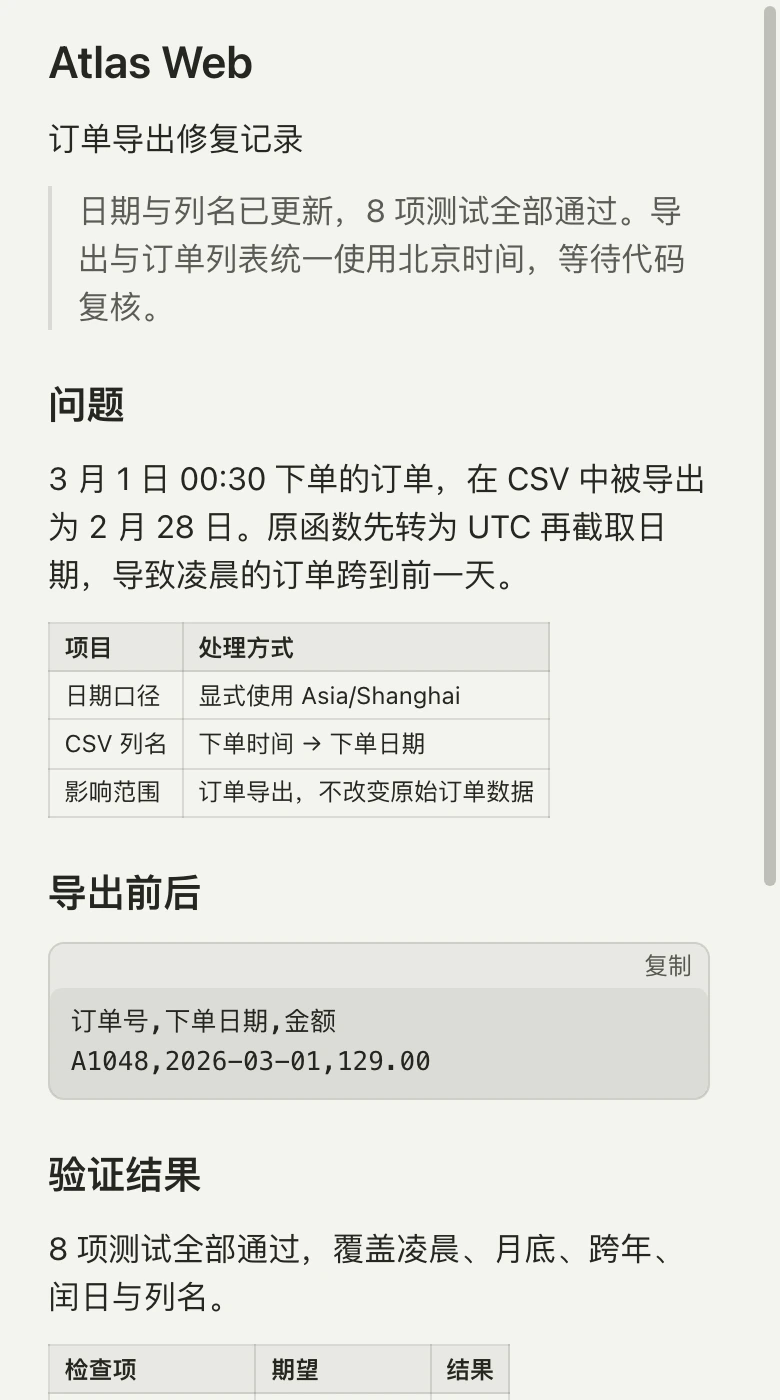 Atlas Web
订单导出修复记录
日期与列名已更新，8 项测试全部通过。导
出与订单列表统一使用北京时间，等待代码
复核。
问题
3 月 1 日 00:30 下单的订单，在 CSV 中被导出
为 2 月 28 日。原函数先转为 UTC 再截取日
期，导致凌晨的订单跨到前一天。
项目 处理方式
日期口径 显式使用 Asia/Shanghai
CSV 列名 下单时间 → 下单日期
影响范围 订单导出，不改变原始订单数据
导出前后
复制
订单号,下单日期,金额
A1048,2026-03-01,129.00
验证结果
8 项测试全部通过，覆盖凌晨、月底、跨年、
闰日与列名。
检查项 期望 结果